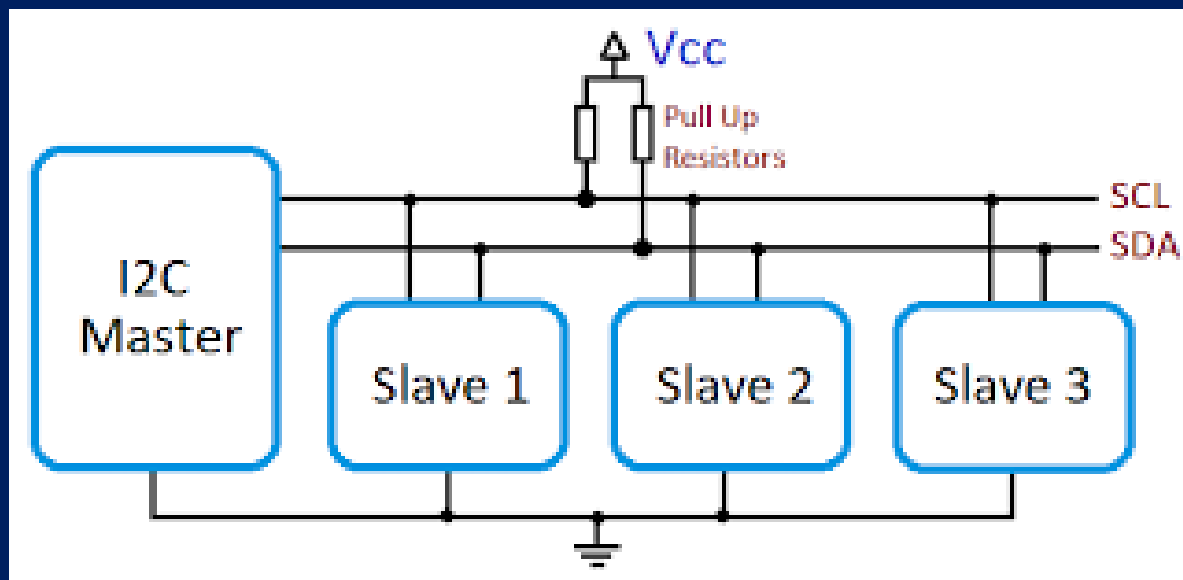 Vcc
Pull Up
Resistors
SCL
SDA
I2C
Master
Slave 1
Slave 2
Slave 3